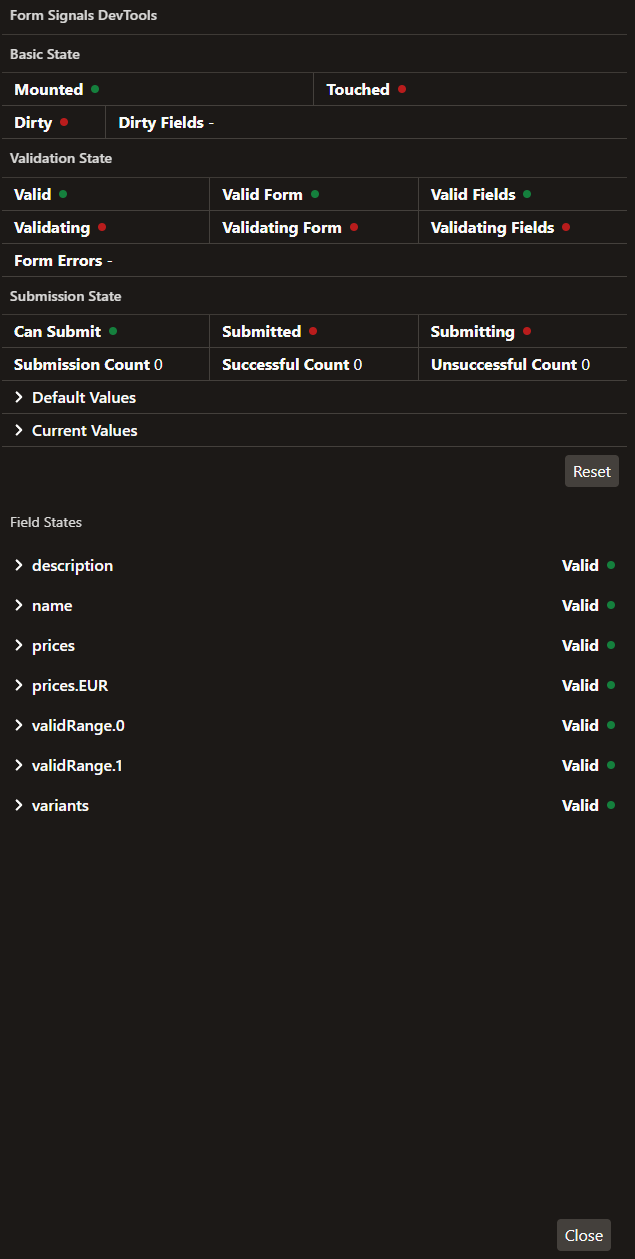 Form Signals DevTools
Basic State
Mounted Touched
Dirty Dirty Fields -
Validation State
Valid Valid Form Valid Fields
Validating Validating Form Validating Fields
Form Errors -
Submission State
Can Submit Submitted Submitting
Submission Count 0 Successful Count 0 Unsuccessful Count 0
Default Values
Current Values
Reset
Field States
description Valid
name Valid
prices Valid
prices.EUR Valid
validRange.0 Valid
validRange.1 Valid
variants Valid
Close